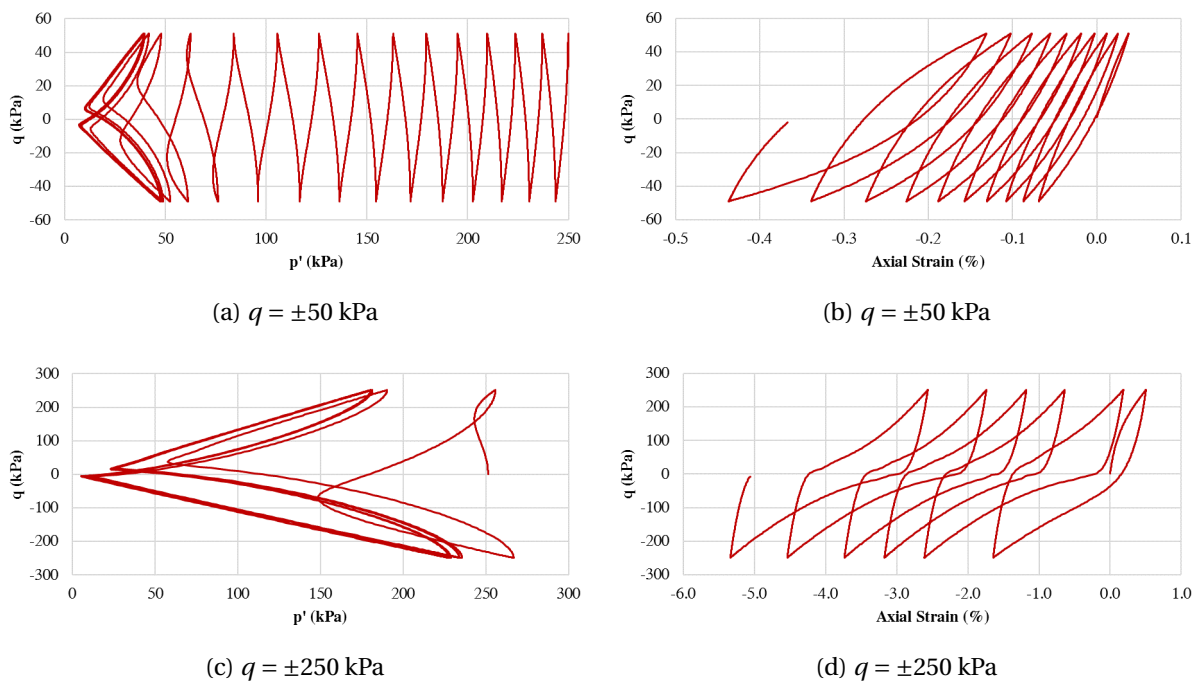 60
40
20
0
-20
-40
-60
q (kPa)
0 50 100 150 200 250
p' (kPa)
(a) q = ±50 kPa
60
40
20
0
-20
-40
-60
q (kPa)
-0.5 -0.4 -0.3 -0.2 -0.1 0.0 0.1
Axial Strain (%)
(b) q = ±50 kPa
300
200
100
0
-100
-200
-300
q (kPa)
0 50 100 150 200 250 300
p' (kPa)
(c) q = ±250 kPa
300
200
100
0
-100
-200
-300
q (kPa)
-6.0 -5.0 -4.0 -3.0 -2.0 -1.0 0.0 1.0
Axial Strain (%)
(d) q = ±250 kPa